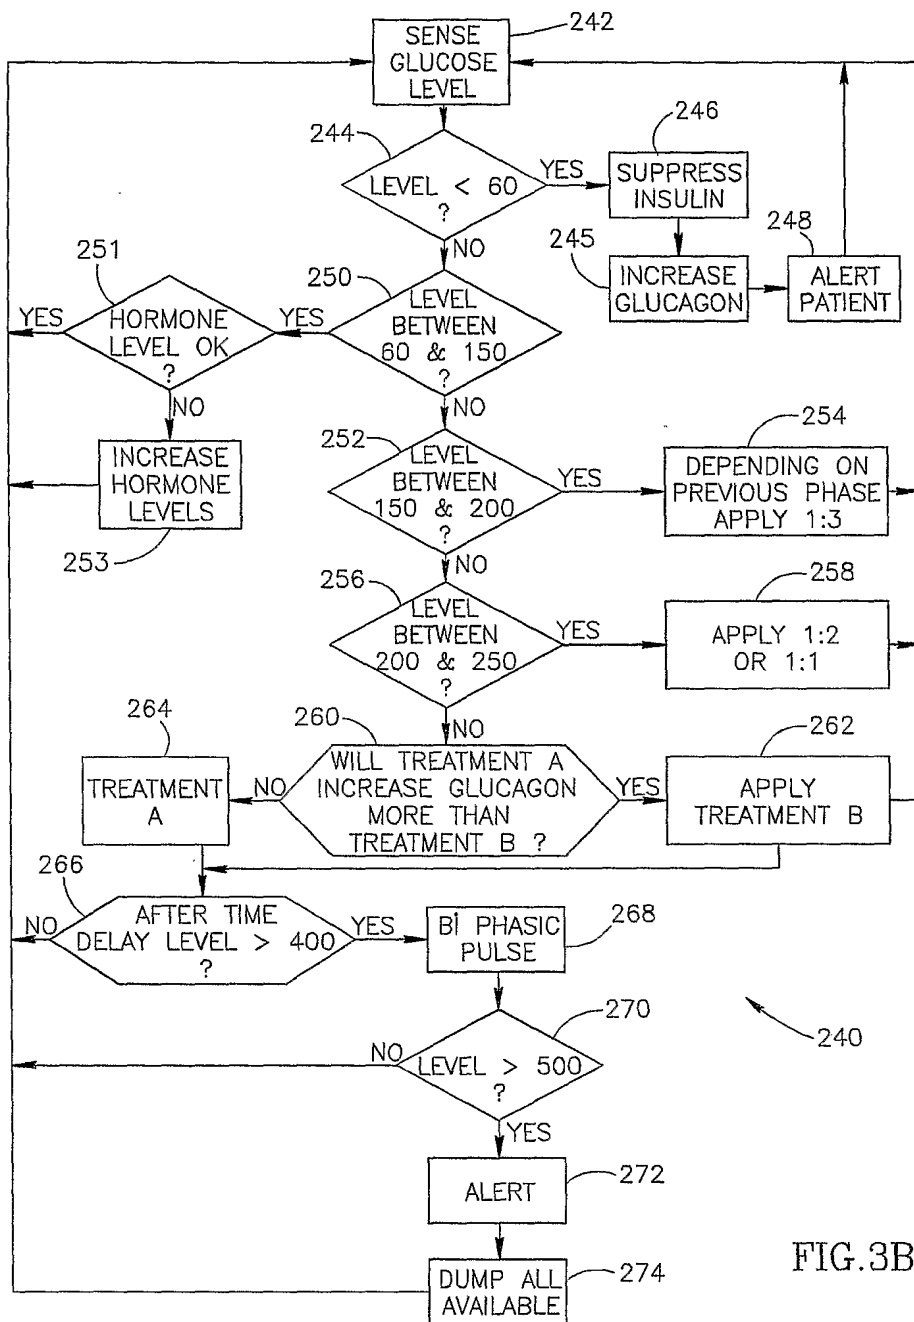 SENSE
GLUCOSE
LEVEL
242
244
LEVEL < 60
?
YES
NO
246
SUPPRESS
INSULIN
245
INCREASE
GLUCAGON
248
ALERT
PATIENT
251
HORMONE
LEVEL OK
?
YES
YES
NO
250
LEVEL
BETWEEN
60 & 150
?
NO
INCREASE
HORMONE
LEVELS
253
252
LEVEL
BETWEEN
150 & 200
?
YES
NO
254
DEPENDING ON
PREVIOUS PHASE
APPLY 1:3
256
LEVEL
BETWEEN
200 & 250
?
YES
NO
258
APPLY 1:2
OR 1:1
260
WILL TREATMENT A
INCREASE GLUCAGON
MORE THAN
TREATMENT B ?
NO
YES
264
TREATMENT
A
262
APPLY
TREATMENT B
266
AFTER TIME
DELAY LEVEL > 400
?
NO
YES
BI PHASIC
PULSE
268
270
LEVEL > 500
?
NO
YES
240
ALERT
272
DUMP ALL
AVAILABLE
274
FIG.3B